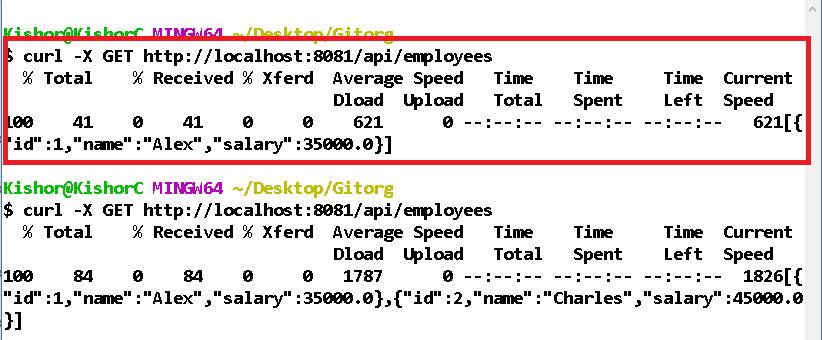 Kishor@KishorC MINGW64 ~/Desktop/Gitorg
$ curl -X GET http://localhost:8081/api/employees
% Total % Received % Xferd Average Speed Time Time Time Current
Dload Upload Total Spent Left Speed
100 41 0 41 0 0 621 0 --:--:-- --:--:-- --:--:-- 621[{
"id":1,"name":"Alex","salary":35000.0}]
Kishor@KishorC MINGW64 ~/Desktop/Gitorg
$ curl -X GET http://localhost:8081/api/employees
% Total % Received % Xferd Average Speed Time Time Time Current
Dload Upload Total Spent Left Speed
100 84 0 84 0 0 1787 0 --:--:-- --:--:-- --:--:-- 1826[{
"id":1,"name":"Alex","salary":35000.0},{"id":2,"name":"Charles","salary":45000.0
}]